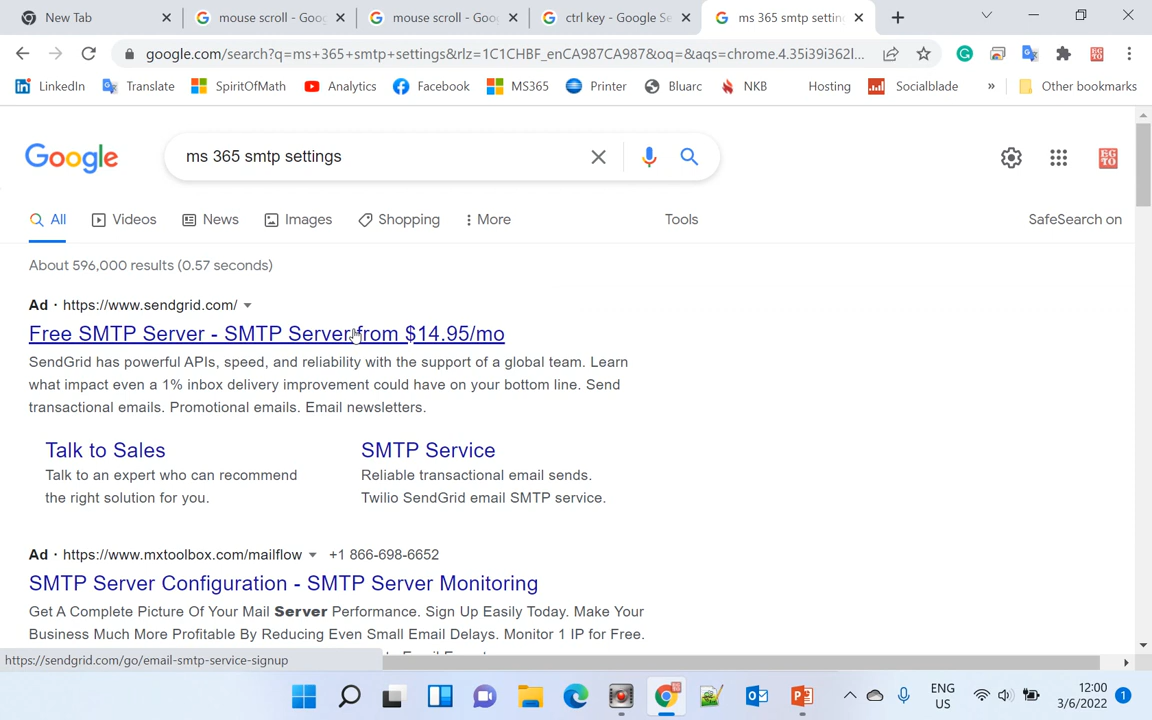 New Tab
mouse scroll - Goo
mouse scroll - Goo
ctrl key - Google Se
ms 365 smtp settin
google.com/search?q=ms+365+smtp+settings&rlz=1C1CHBF_enCA987CA987&oq=&aqs=chrome.4.35i39i362l...
LinkedIn
Translate
SpiritOfMath
Analytics
Facebook
MS365
Printer
Bluarc
NKB
Hosting
Socialblade
»
Other bookmarks
Google
ms 365 smtp settings
EG
TO
All
Videos
News
Images
Shopping
More
Tools
SafeSearch on
About 596,000 results (0.57 seconds)
Ad · https://www.sendgrid.com/
Free SMTP Server - SMTP Server from $14.95/mo
SendGrid has powerful APIs, speed, and reliability with the support of a global team. Learn
what impact even a 1% inbox delivery improvement could have on your bottom line. Send
transactional emails. Promotional emails. Email newsletters.
Talk to Sales
Talk to an expert who can recommend
the right solution for you.
SMTP Service
Reliable transactional email sends.
Twilio SendGrid email SMTP service.
Ad · https://www.mxtoolbox.com/mailflow +1 866-698-6652
SMTP Server Configuration - SMTP Server Monitoring
Get A Complete Picture Of Your Mail Server Performance. Sign Up Easily Today. Make Your
Business Much More Profitable By Reducing Even Small Email Delays. Monitor 1 IP for Free.
https://sendgrid.com/go/email-smtp-service-signup
ENG
US
12:00
3/6/2022
1